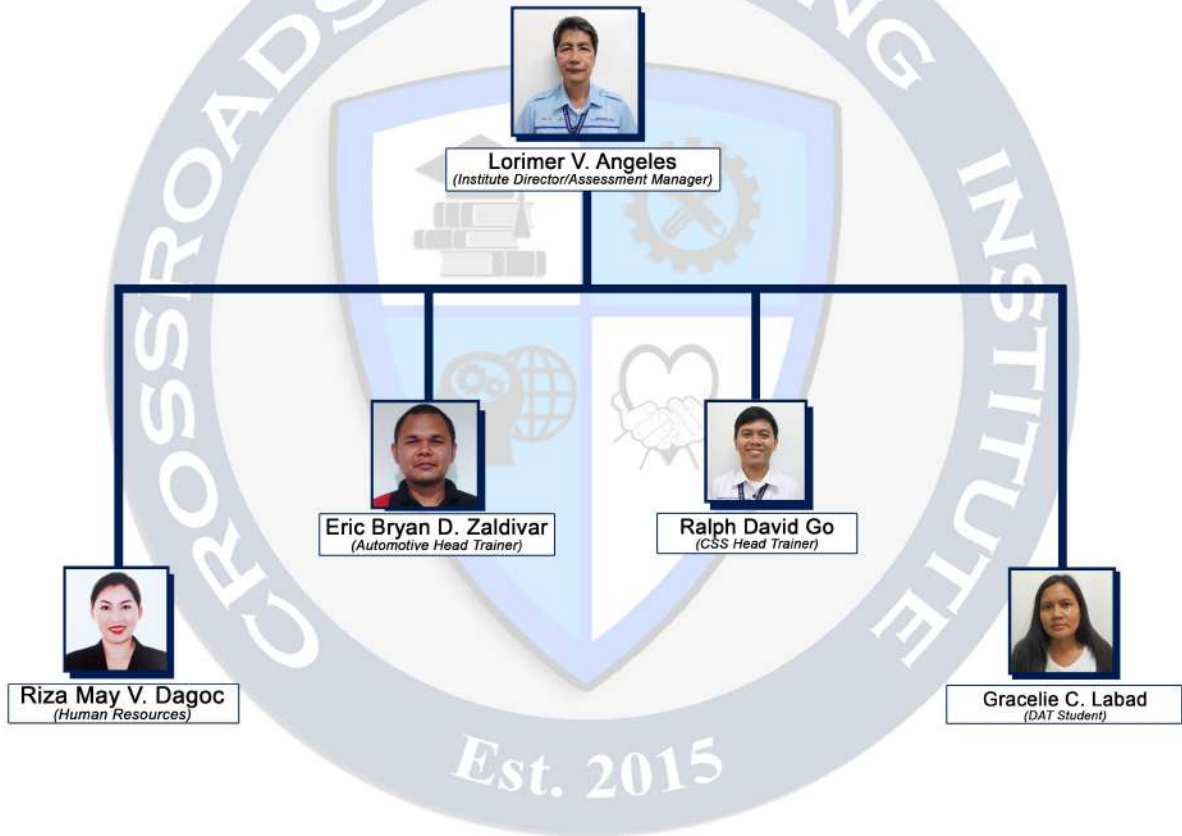 CROSSROADS
ING INSTITUTE
Lorimer V. Angeles
(Institute Director/Assessment Manager)
Eric Bryan D. Zaldivar
(Automotive Head Trainer)
Ralph David Go
(CSS Head Trainer)
Riza May V. Dagoc
(Human Resources)
Gracelie C. Labad
(DAT Student)
Est. 2015